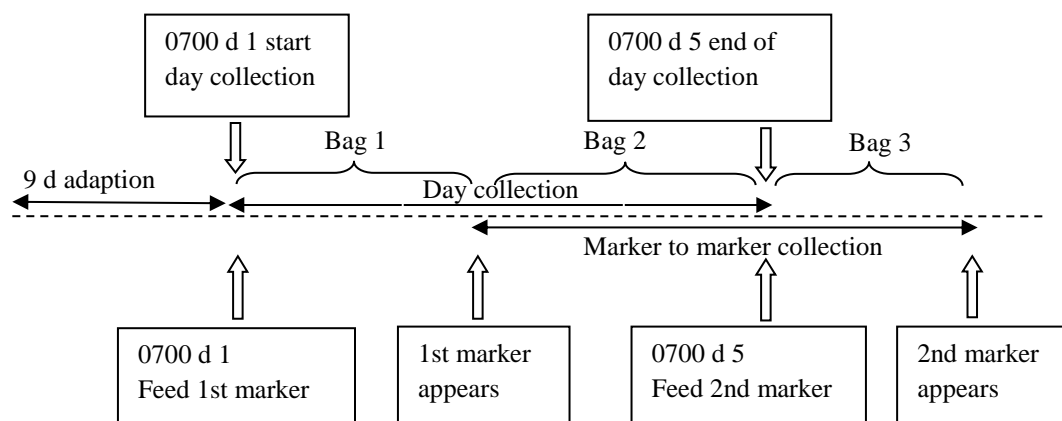 0700 d 1 start
day collection
0700 d 5 end of
day collection
Bag 1
Bag 2
Bag 3
9 d adaption
Day collection
Marker to marker collection
0700 d 1
Feed 1st marker
1st marker
appears
0700 d 5
Feed 2nd marker
2nd marker
appears